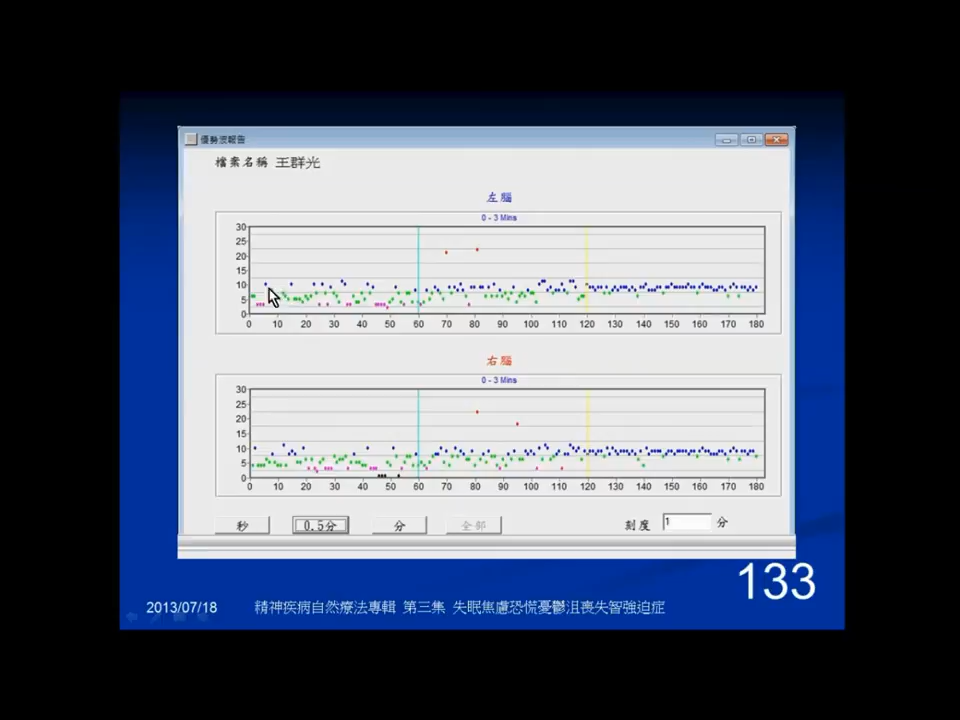 優勢波報告
檔案名稱 王群光
左腦
0 - 3 Mins
30
25
20
15
10
5
0
0 10 20 30 40 50 60 70 80 90 100 110 120 130 140 150 160 170 180
右腦
0 - 3 Mins
30
25
20
15
10
5
0
0 10 20 30 40 50 60 70 80 90 100 110 120 130 140 150 160 170 180
秒 0.5分 分 全部 刻度 1 分
133
2013/07/18 精神疾病自然療法專輯 第三集 失眠焦慮恐慌憂鬱沮喪失智強迫症